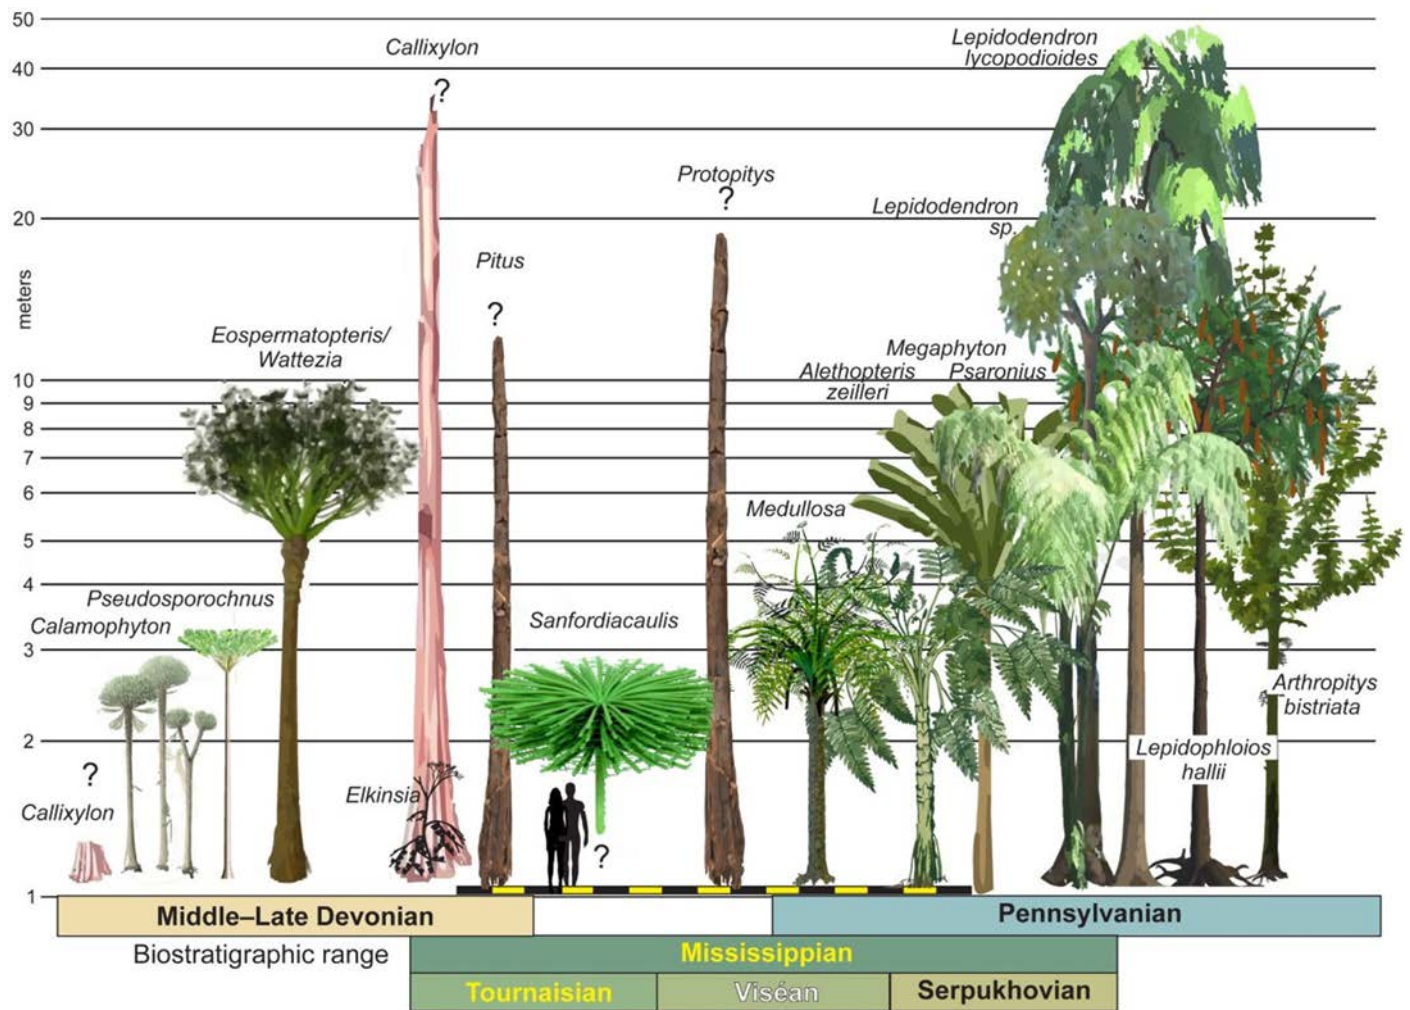 50
Callixylon
?
Lepidodendron
lycopodioides
40
30
Protopitys
?
Lepidodendron
sp.
20
Pitus
?
meters
Eospermatopteris/
Wattezia
Megaphyton
Alethopteris Psaronius
zeilleri
10
9
8
7
6
Medullosa
5
4
Pseudosporochnus
Calamophyton
Sanfordiacaulis
3
Arthropitys
bistriata
2
Lepidophloios
hallii
?
Callixylon
Elkinsia
?
1
Middle–Late Devonian
Pennsylvanian
Biostratigraphic range
Mississippian
Tournaisian
Viséan
Serpukhovian